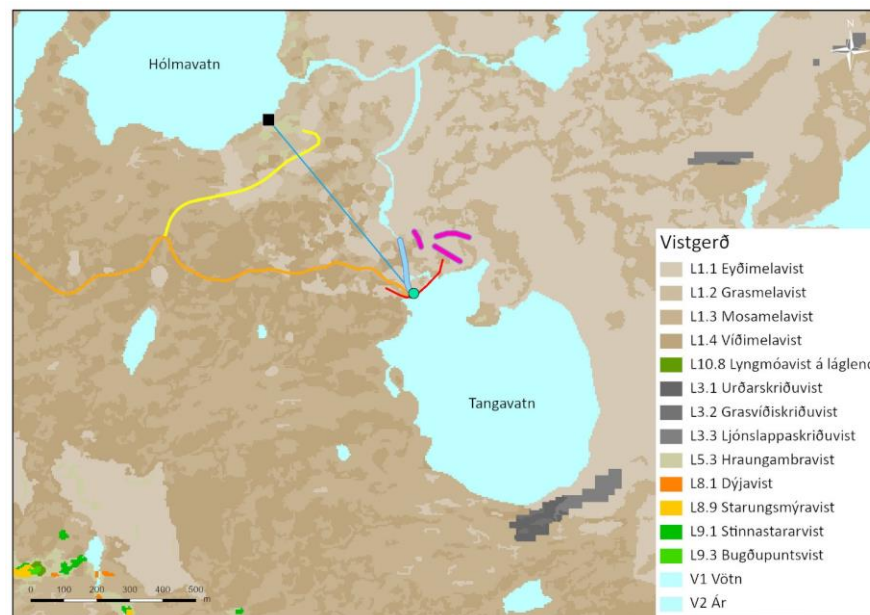 Hólmavatn
N
Vistgerð
L1.1 Eyðimelavist
L1.2 Grasmelavist
L1.3 Mosamelavist
L1.4 Víðimelavist
L10.8 Lyngmóavist á láglend
L3.1 Urðarskriðuvist
L3.2 Grasvíðiskriðuvist
L3.3 Ljónslappaskriðuvist
L5.3 Hraungambravist
L8.1 Dýjavist
L8.9 Starungsmýravist
L9.1 Stinnastararvist
L9.3 Bugðupuntsvist
V1 Vötn
V2 Ár
Tangavatn
0 100 200 300 400 500
m